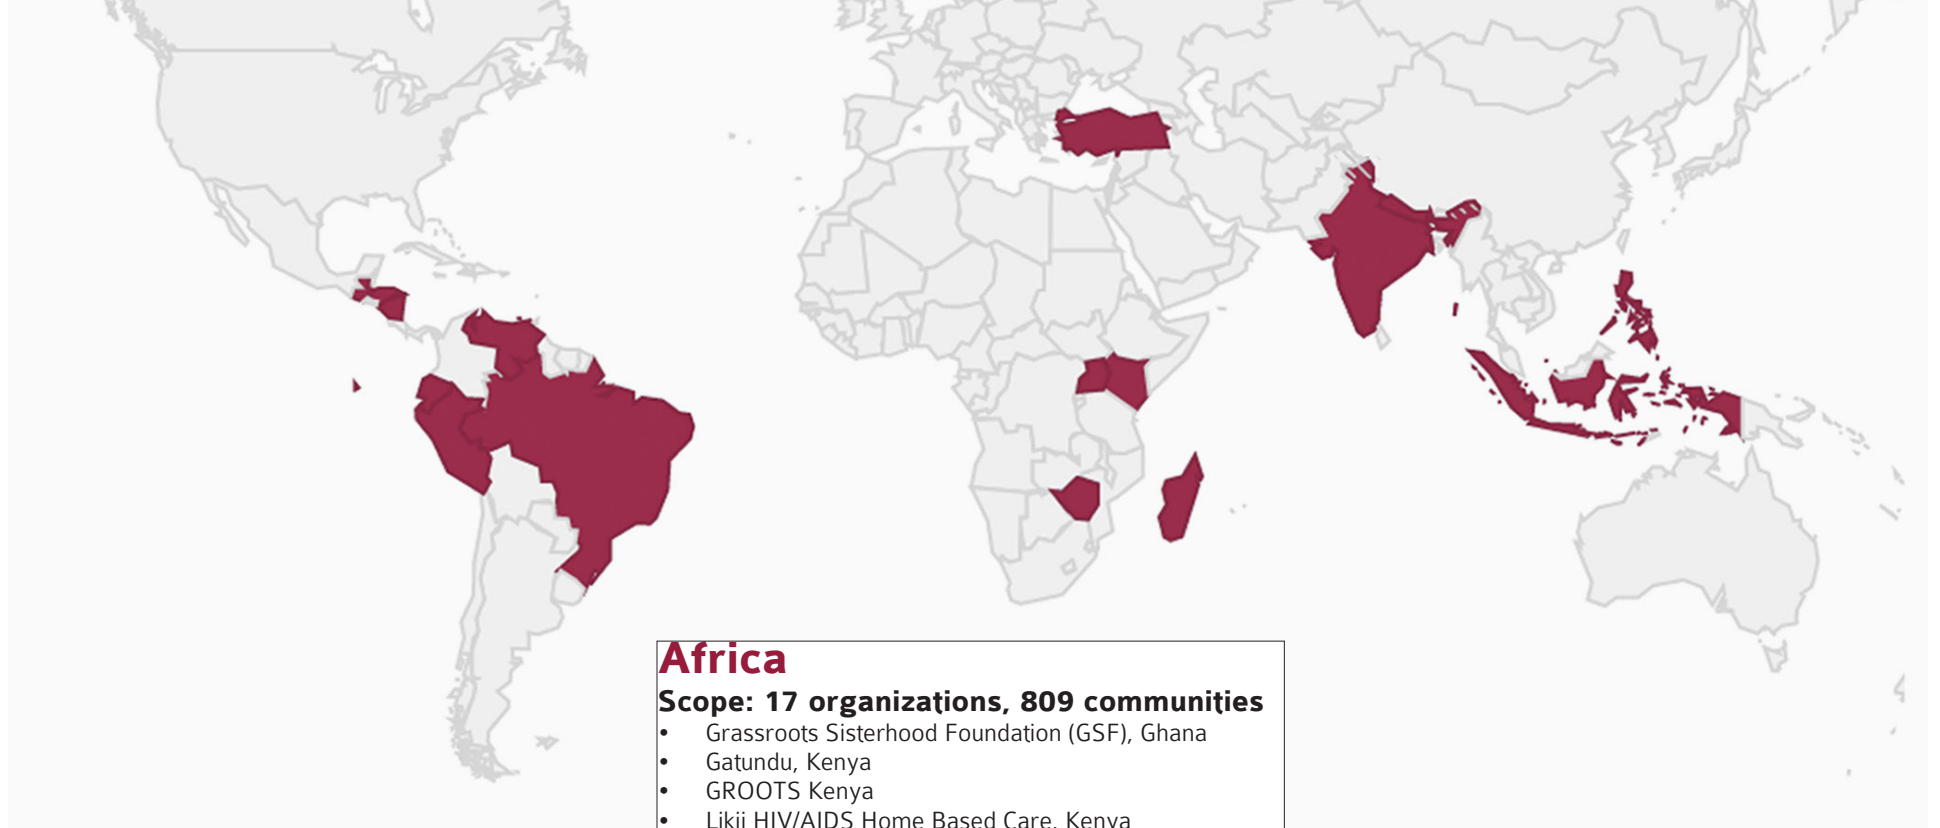 Africa
Scope: 17 organizations, 809 communities
• Grassroots Sisterhood Foundation (GSF), Ghana
• Gatundu, Kenya
• GROOTS Kenya
• Likii HIV/AIDS Home Based Care, Kenya